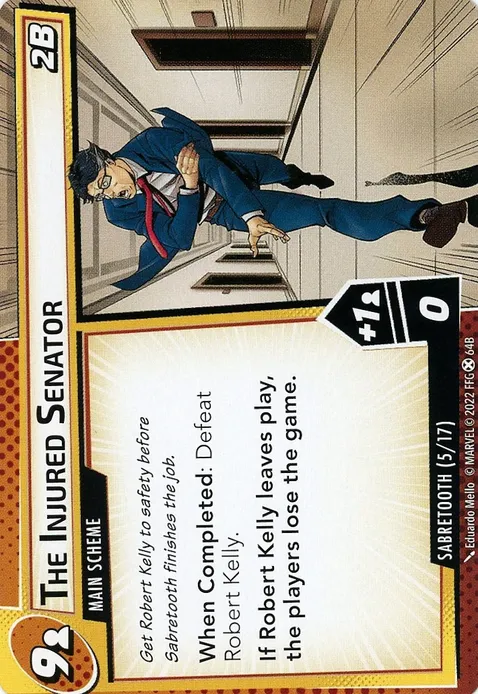 9
THE INJURED SENATOR
2B
MAIN SCHEME
Get Robert Kelly to safety before
Sabretooth finishes the job.
When Completed: Defeat
Robert Kelly.
If Robert Kelly leaves play,
the players lose the game.
+1
0
SABRETOOTH (5/17)
Eduardo Mello © MARVEL © 2022 FFG 64B